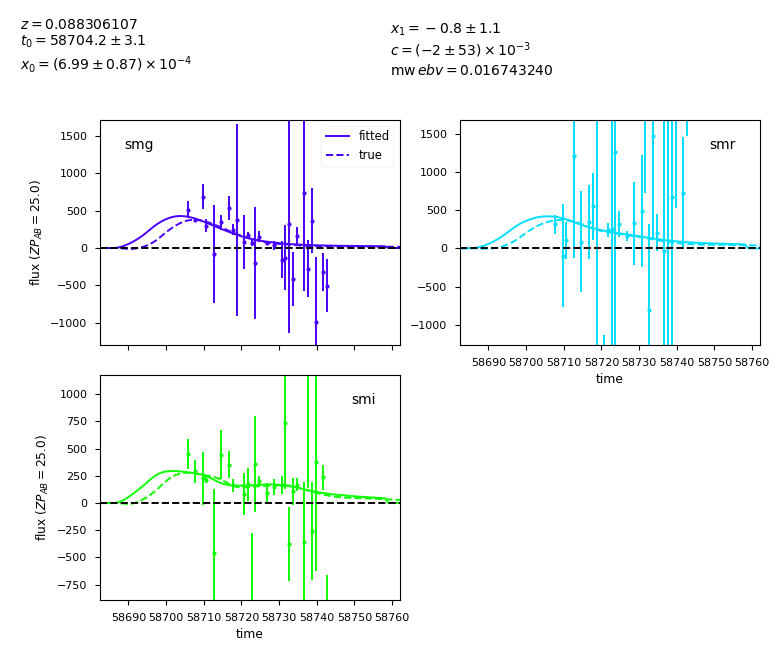 z = 0.088306107
t₀ = 58704.2 ± 3.1
x₀ = (6.99 ± 0.87) × 10⁻⁴
x₁ = −0.8 ± 1.1
c = (−2 ± 53) × 10⁻³
mw ebv = 0.016743240
smg
fitted
true
1500
1000
500
0
−500
−1000
flux (ZP_AB = 25.0)
smr
1500
1000
500
0
−500
−1000
58690 58700 58710 58720 58730 58740 58750 58760
time
smi
1000
750
500
250
0
−250
−500
−750
flux (ZP_AB = 25.0)
58690 58700 58710 58720 58730 58740 58750 58760
time